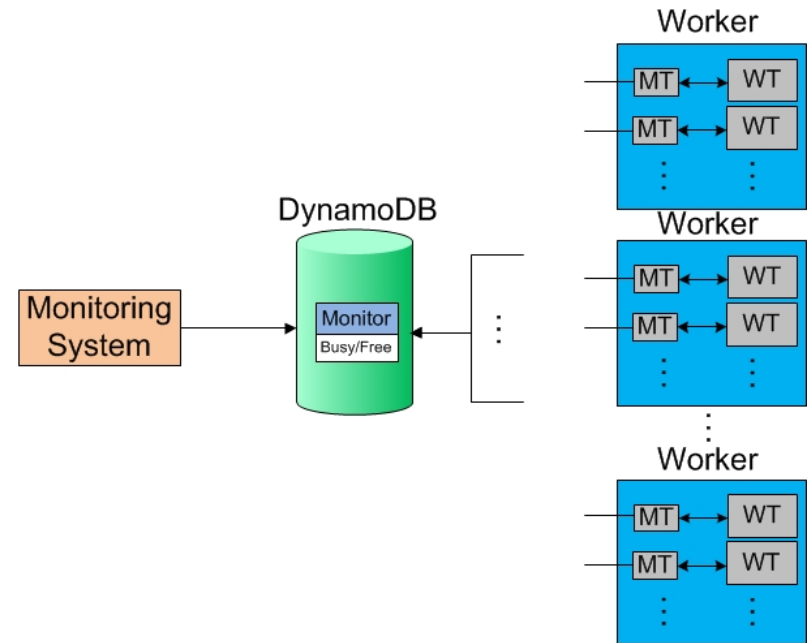 Worker
MT
WT
MT
WT
Worker
MT
WT
MT
WT
DynamoDB
Monitor
Busy/Free
Monitoring
System
Worker
MT
WT
MT
WT